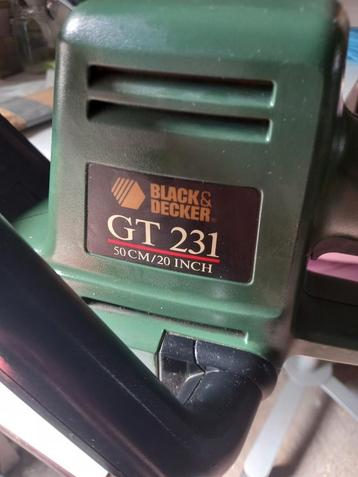 BLACK&
DECKER
GT 231
50 CM/20 INCH